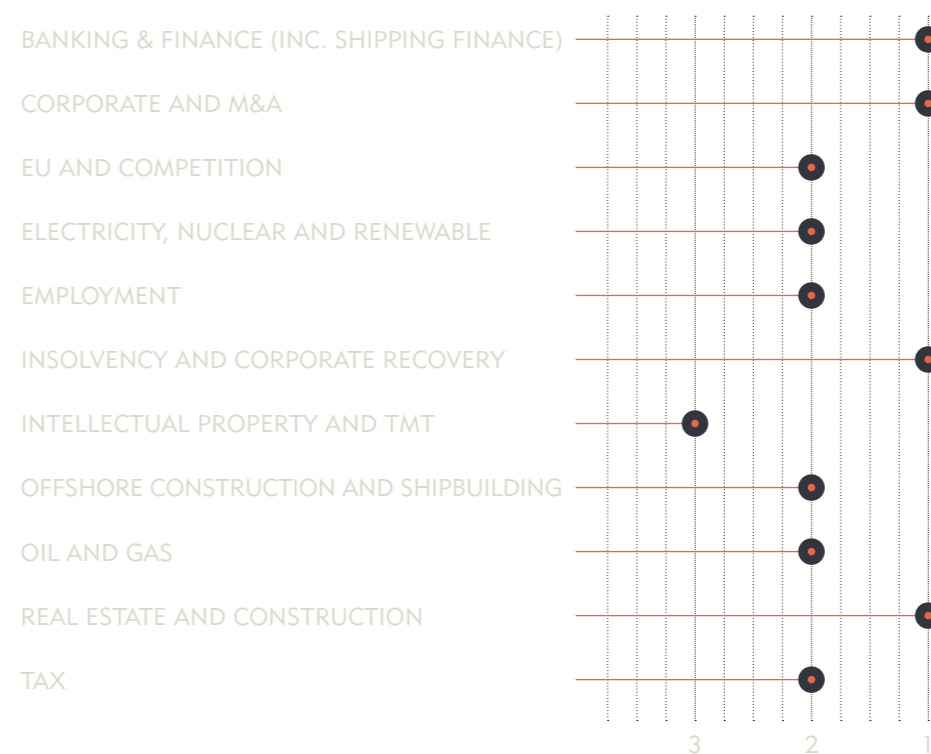 BANKING & FINANCE (INC. SHIPPING FINANCE)
CORPORATE AND M&A
EU AND COMPETITION
ELECTRICITY, NUCLEAR AND RENEWABLE
EMPLOYMENT
INSOLVENCY AND CORPORATE RECOVERY
INTELLECTUAL PROPERTY AND TMT
OFFSHORE CONSTRUCTION AND SHIPBUILDING
OIL AND GAS
REAL ESTATE AND CONSTRUCTION
TAX
3 2 1